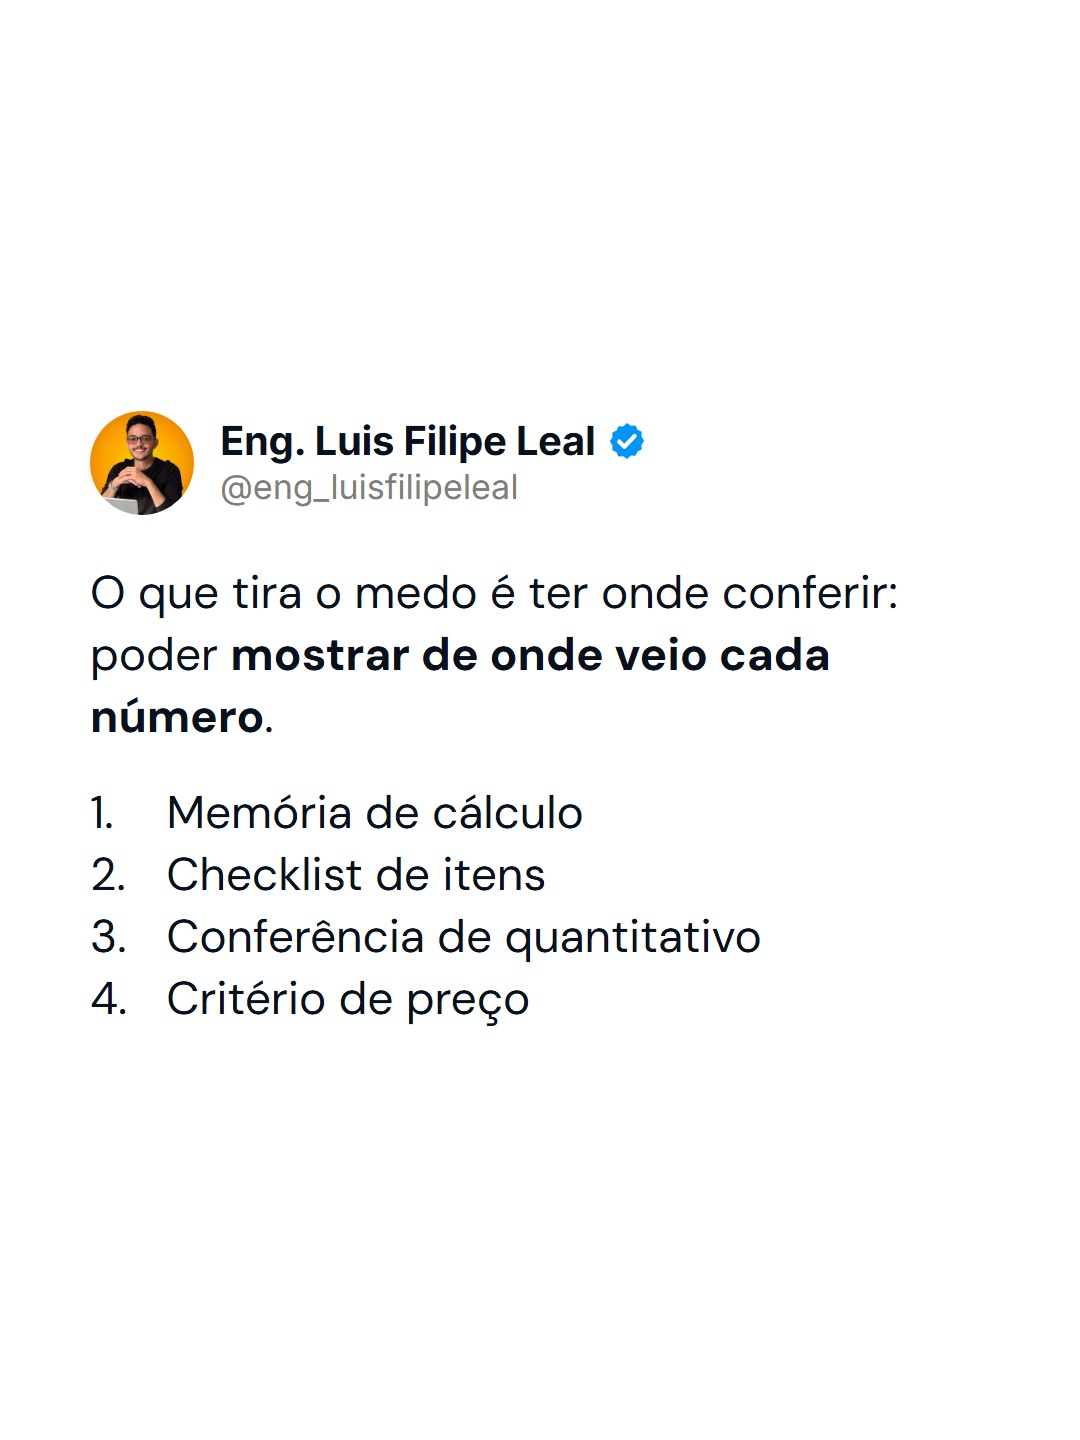 Eng. Luis Filipe Leal
@eng_luisfilipeleal
O que tira o medo é ter onde conferir:
poder mostrar de onde veio cada
número.
1. Memória de cálculo
2. Checklist de itens
3. Conferência de quantitativo
4. Critério de preço